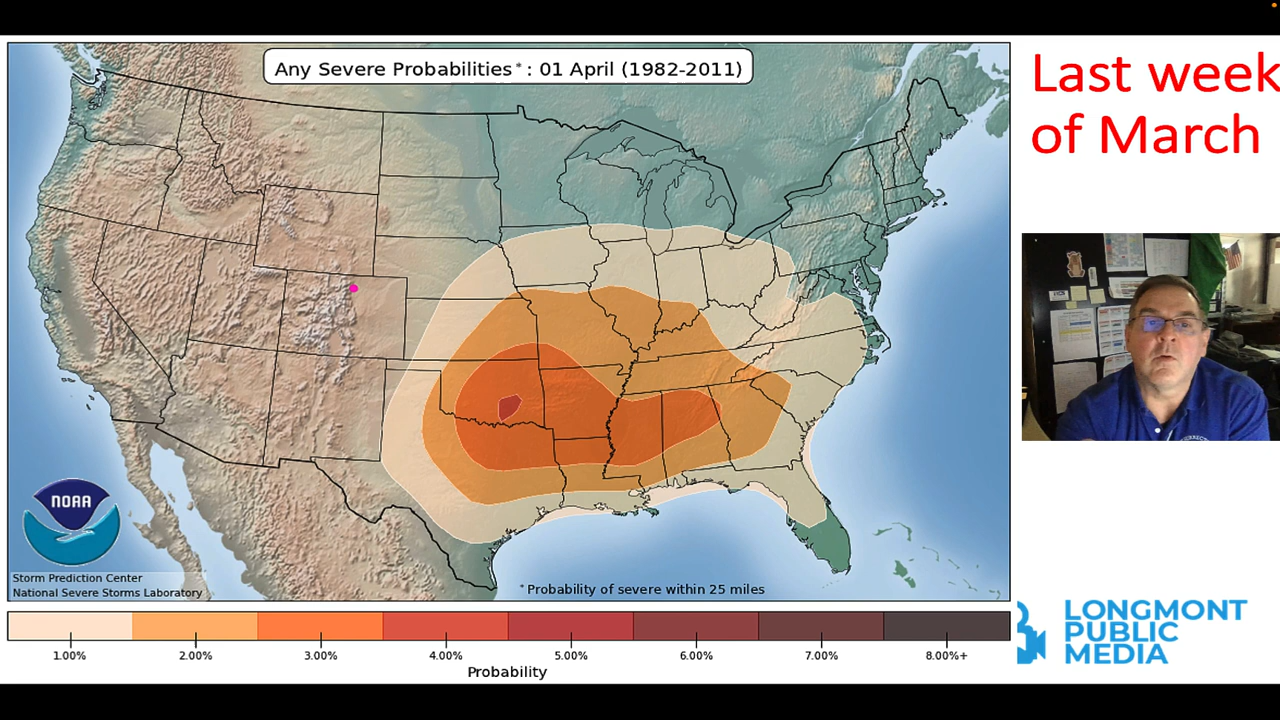 Any Severe Probabilities*: 01 April (1982-2011)
Last week
of March
NOAA
Storm Prediction Center
National Severe Storms Laboratory
*Probability of severe within 25 miles
1.00% 2.00% 3.00% 4.00% 5.00% 6.00% 7.00% 8.00%+
Probability
LONGMONT
PUBLIC
MEDIA